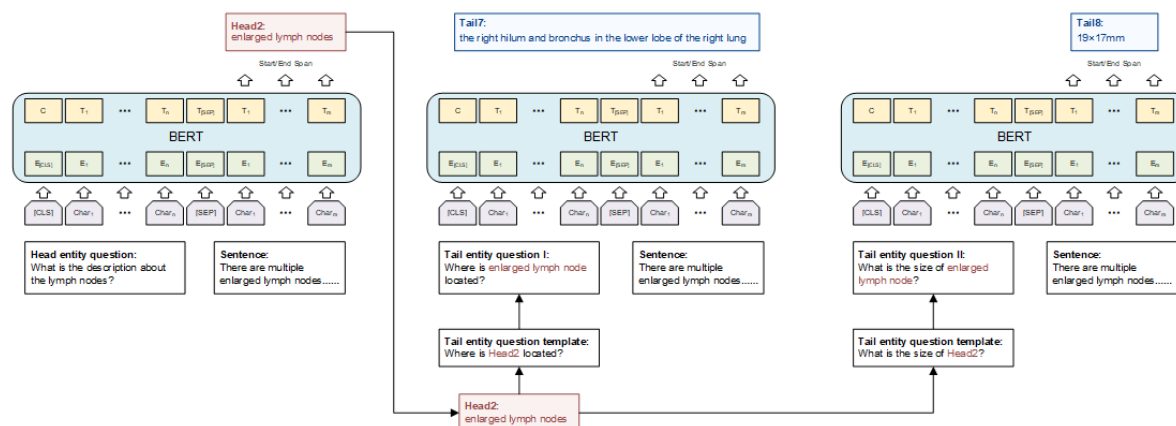 Head2:
enlarged lymph nodes
Tail7:
the right hilum and bronchus in the lower lobe of the right lung
Tail8:
19×17mm
Start/End Span
Start/End Span
Start/End Span
C T1 ... Tn T[SEP] T1 ... Tm
BERT
E[CLS] E1 ... En E[SEP] E1 ... Em
[CLS] Char1 ... Charn [SEP] Char1 ... Charm
C T1 ... Tn T[SEP] T1 ... Tm
BERT
E[CLS] E1 ... En E[SEP] E1 ... Em
[CLS] Char1 ... Charn [SEP] Char1 ... Charm
C T1 ... Tn T[SEP] T1 ... Tm
BERT
E[CLS] E1 ... En E[SEP] E1 ... Em
[CLS] Char1 ... Charn [SEP] Char1 ... Charm
Head entity question:
What is the description about
the lymph nodes?
Sentence:
There are multiple
enlarged lymph nodes......
Tail entity question I:
Where is enlarged lymph node
located?
Sentence:
There are multiple
enlarged lymph nodes......
Tail entity question II:
What is the size of enlarged
lymph node?
Sentence:
There are multiple
enlarged lymph nodes......
Tail entity question template:
Where is Head2 located?
Tail entity question template:
What is the size of Head2?
Head2:
enlarged lymph nodes